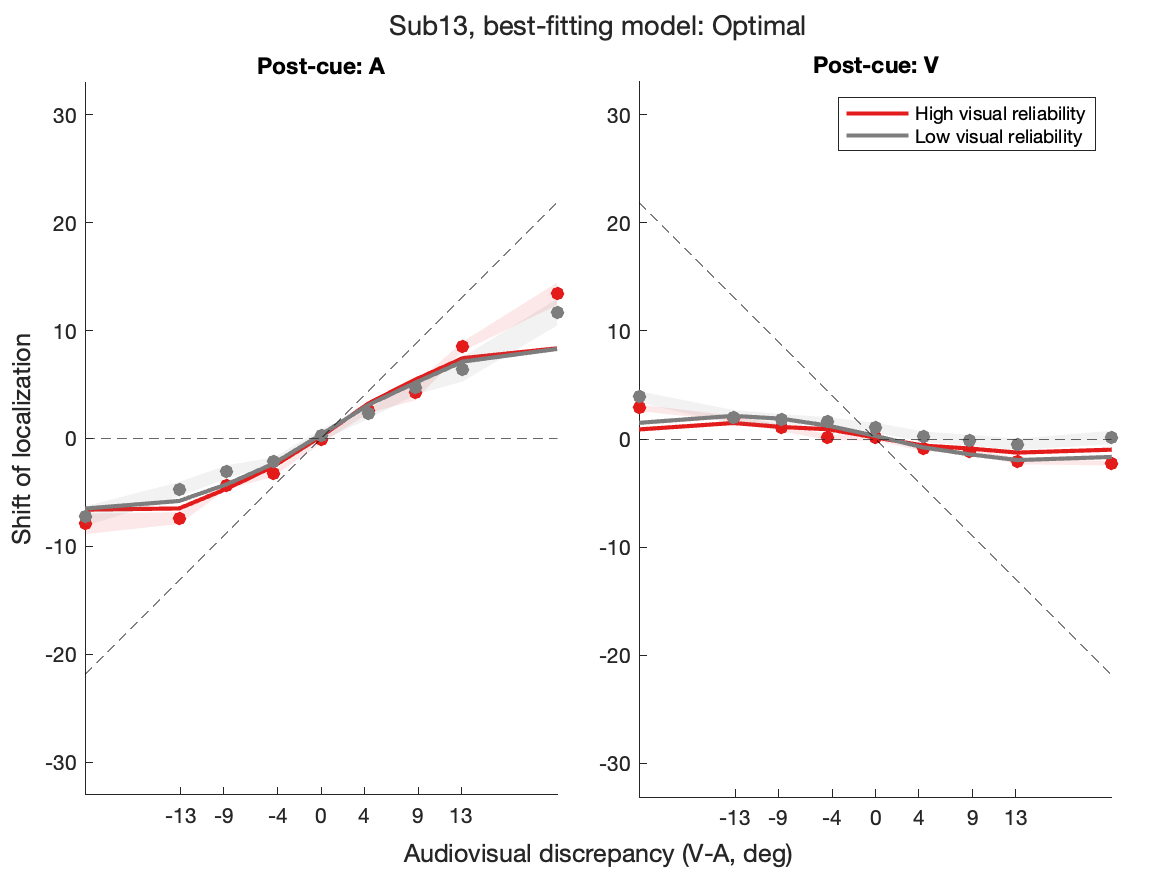 Sub13, best-fitting model: Optimal
Post-cue: A
Post-cue: V
High visual reliability
Low visual reliability
30
20
10
0
-10
-20
-30
30
20
10
0
-10
-20
-30
Shift of localization
-13 -9 -4 0 4 9 13
-13 -9 -4 0 4 9 13
Audiovisual discrepancy (V-A, deg)